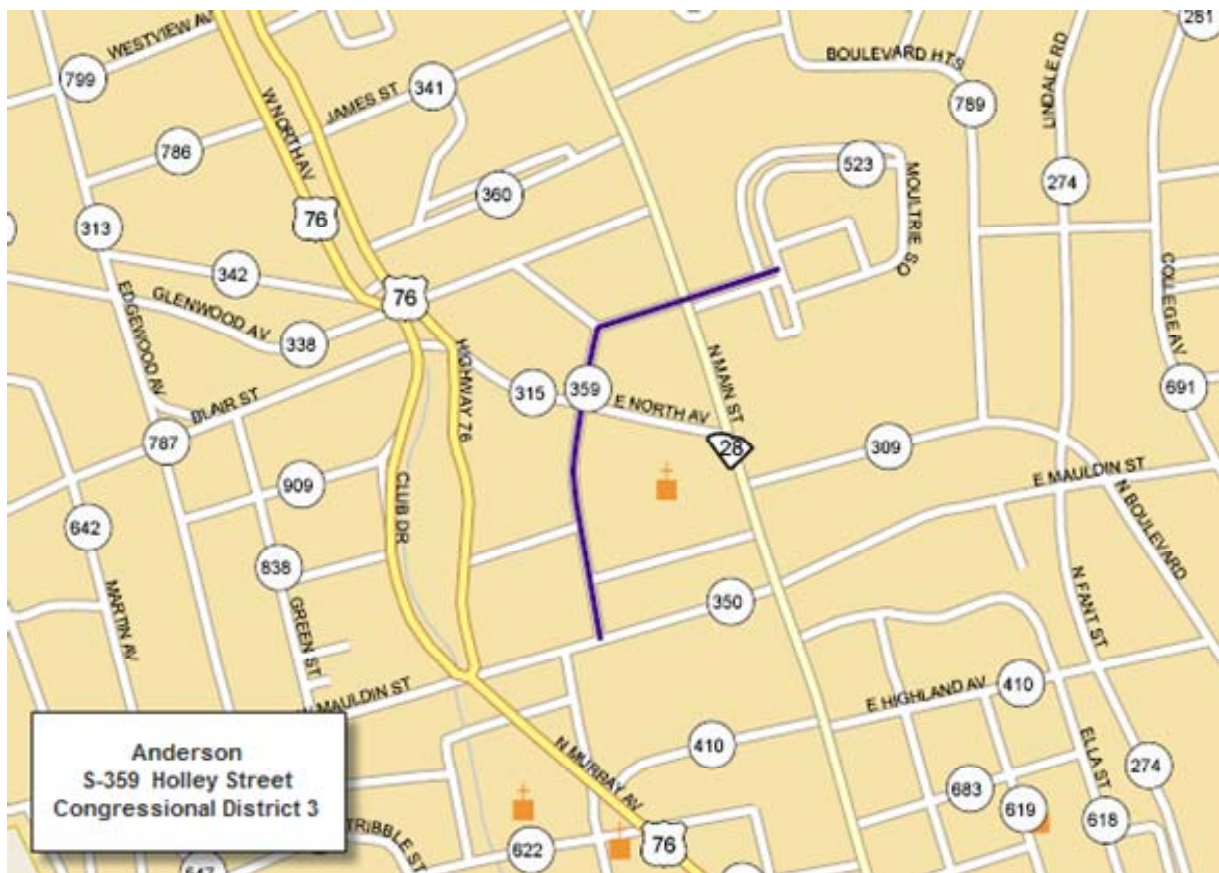 281
WESTVIEW AV
BOULEVARD HTS
799
W NORTH AV
JAMES ST
341
789
LINDALE RD
786
523
MOULTRIE SQ
274
360
76
313
342
76
COLLEGE AV
EDGEWOOD AV
GLENWOOD AV
338
HIGHWAY 76
315
359
E NORTH AV
N MAIN ST
691
BLAIR ST
787
28
309
E MAULDIN ST
N BOULEVARD
909
CLUB DR
642
838
350
MARTIN AV
GREEN ST
N FANT ST
MAULDIN ST
E HIGHLAND AV
410
410
ELLA ST
274
N MURRAY AV
683
619
618
TRIBBLE ST
622
76
Anderson
S-359 Holley Street
Congressional District 3